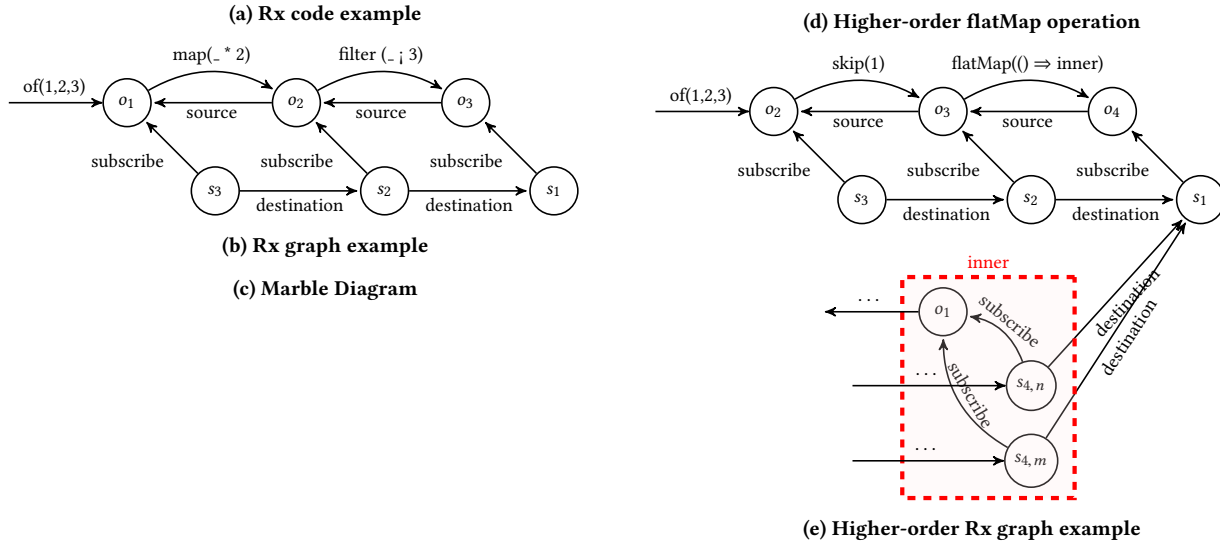 (a) Rx code example
map(_ * 2)
filter (_ ¡ 3)
of(1,2,3)
o1
o2
o3
source
source
subscribe
subscribe
subscribe
s3
s2
s1
destination
destination
(b) Rx graph example
(c) Marble Diagram
(d) Higher-order flatMap operation
skip(1)
flatMap(() ⇒ inner)
of(1,2,3)
o2
o3
o4
source
source
subscribe
subscribe
subscribe
s3
s2
s1
destination
destination
inner
...
o1
subscribe
destination
destination
...
subscribe
s4,n
...
s4,m
(e) Higher-order Rx graph example